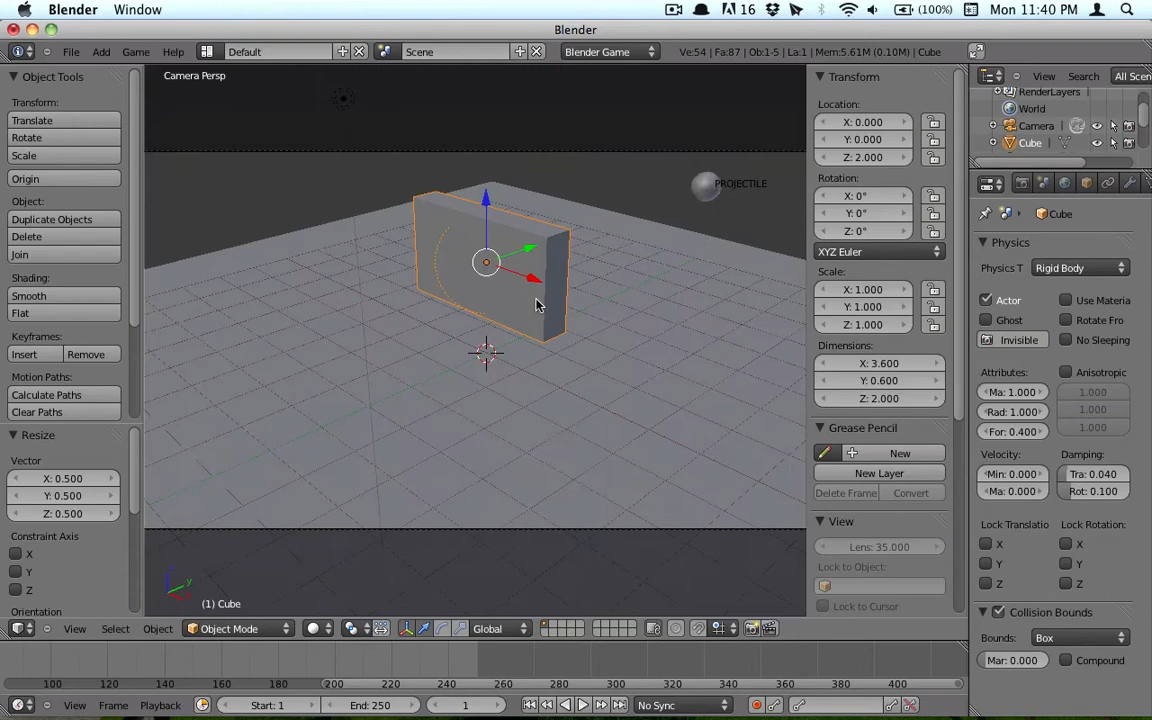 Blender Window 16 (100%) Mon 11:40 PM
Blender
File Add Game Help Default Scene Blender Game Ve:54 | Fa:87 | Ob:1-5 | La:1 | Mem:5.61M (0.10M) | Cube
Object Tools
Transform:
Translate
Rotate
Scale
Origin
Object:
Duplicate Objects
Delete
Join
Shading:
Smooth
Flat
Keyframes:
Insert Remove
Motion Paths:
Calculate Paths
Clear Paths
Resize
Vector
X: 0.500
Y: 0.500
Z: 0.500
Constraint Axis
X
Y
Z
Orientation
Camera Persp
PROJECTILE
(1) Cube
Transform
Location:
X: 0.000
Y: 0.000
Z: 2.000
Rotation:
X: 0°
Y: 0°
Z: 0°
XYZ Euler
Scale:
X: 1.000
Y: 1.000
Z: 1.000
Dimensions:
X: 3.600
Y: 0.600
Z: 2.000
Grease Pencil
New
New Layer
Delete Frame Convert
View
Lens: 35.000
Lock to Object:
Lock to Cursor
View Search All Scen
RenderLayers
World
Camera
Cube
Cube
Physics
Physics T Rigid Body
Actor Use Materia
Ghost Rotate Fro
Invisible No Sleeping
Attributes: Anisotropic
Ma: 1.000 1.000
Rad: 1.000 1.000
For: 0.400 1.000
Velocity: Damping:
Min: 0.000 Tra: 0.040
Ma: 0.000 Rot: 0.100
Lock Translatio Lock Rotation:
X X
Y Y
Z Z
Collision Bounds
Bounds: Box
Mar: 0.000 Compound
View Select Object Object Mode Global
100 120 140 160 180 200 220 240 260 280 300 320 340 360 380 400
View Frame Playback Start: 1 End: 250 1 No Sync